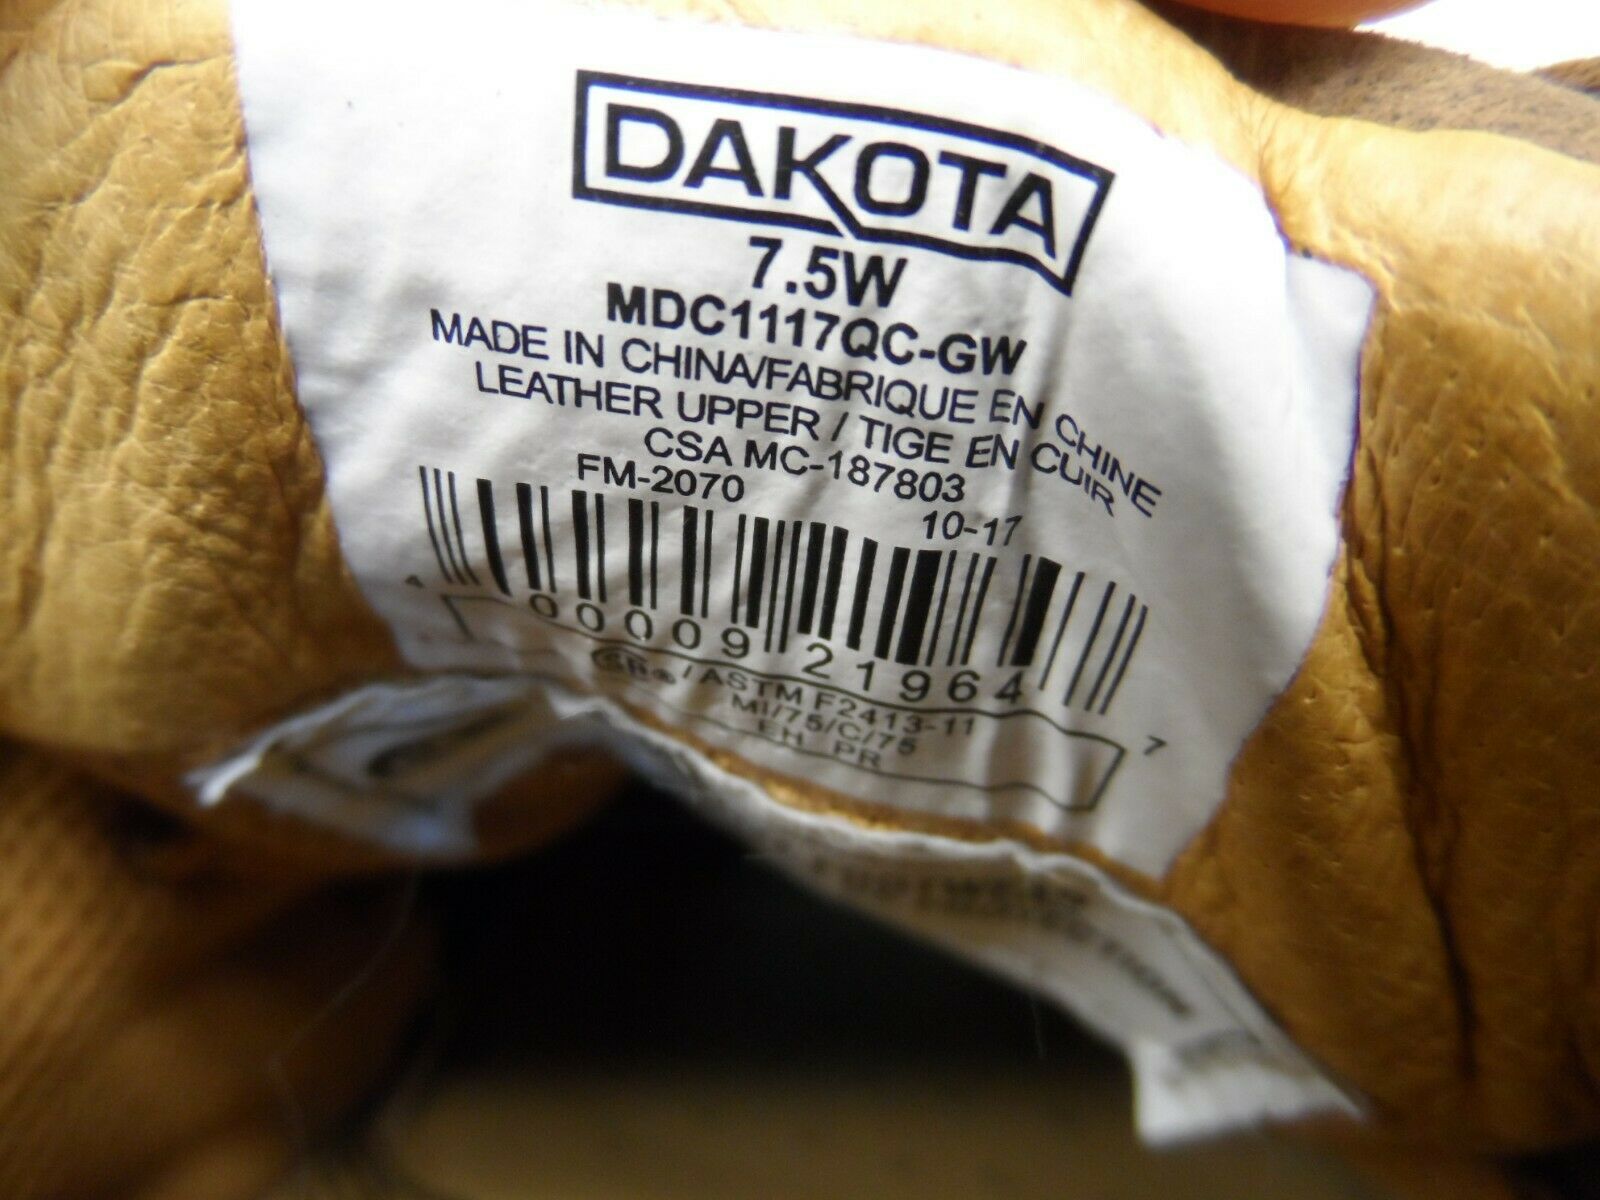 DAKOTA
7.5W
MDC1117QC-GW
MADE IN CHINA/FABRIQUE EN CHINE
LEATHER UPPER / TIGE EN CUIR
CSA MC-187803
FM-2070
10-17
4 00009 21964 7
/ ASTM F2413-11
MI/75/C/75
EH PR